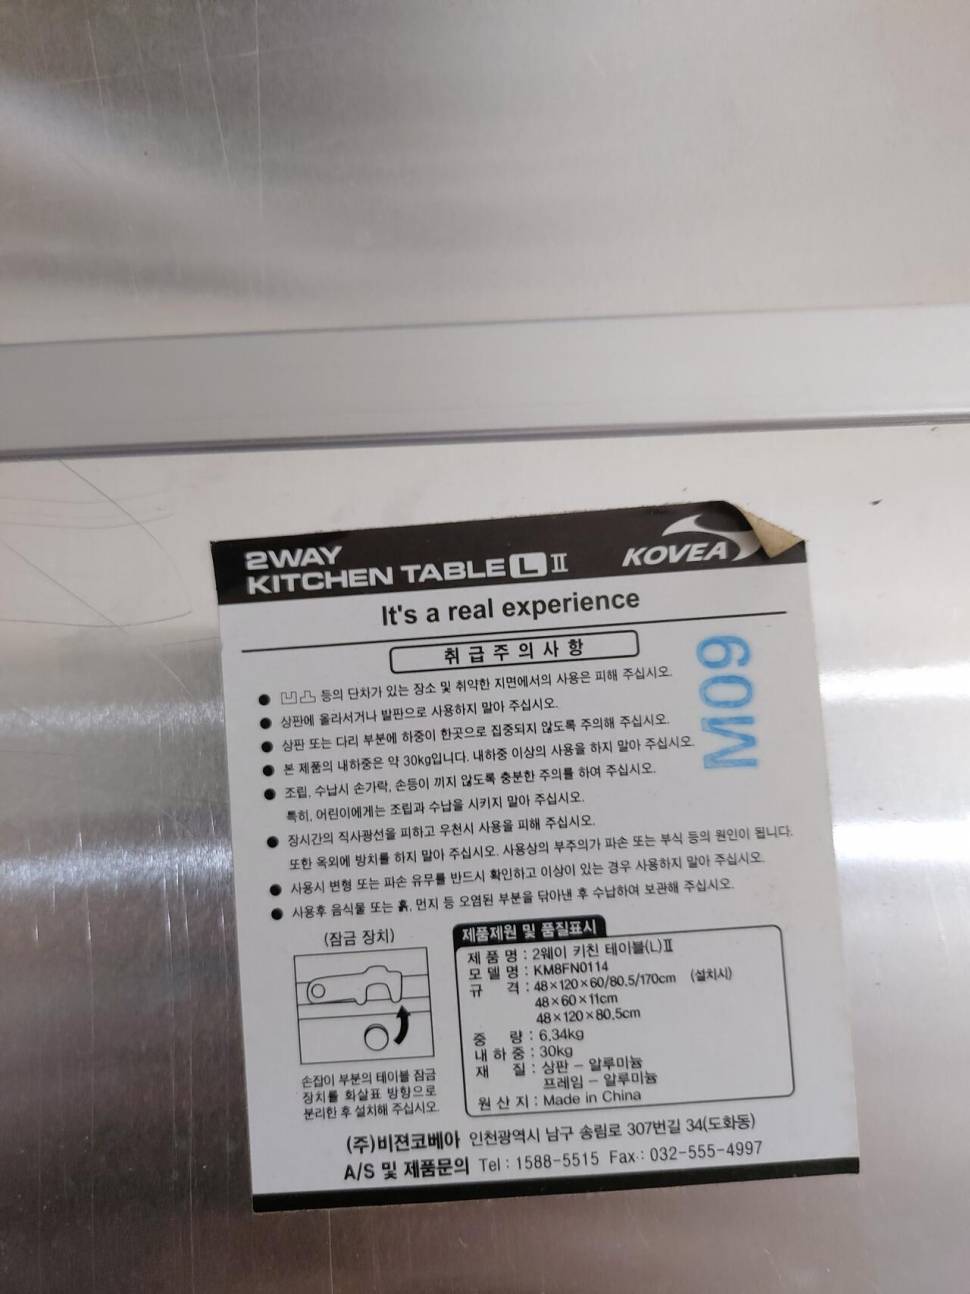 2WAY
KITCHEN TABLE L II
KOVEA
It's a real experience
취급주의사항
M09
● 등의 단차가 있는 장소 및 취약한 지면에서의 사용은 피해 주십시오.
● 상판에 올라서거나 발판으로 사용하지 말아 주십시오.
● 상판 또는 다리 부분에 하중이 한곳으로 집중되지 않도록 주의해 주십시오.
● 본 제품의 내하중은 약 30kg입니다. 내하중 이상의 사용을 하지 말아 주십시오.
● 조립, 수납시 손가락, 손등이 끼지 않도록 충분한 주의를 하여 주십시오.
특히, 어린이에게는 조립과 수납을 시키지 말아 주십시오.
● 장시간의 직사광선을 피하고 우천시 사용을 피해 주십시오.
또한 옥외에 방치를 하지 말아 주십시오. 사용상의 부주의가 파손 또는 부식 등의 원인이 됩니다.
● 사용시 변형 또는 파손 유무를 반드시 확인하고 이상이 있는 경우 사용하지 말아 주십시오.
● 사용후 음식물 또는 흙, 먼지 등 오염된 부분을 닦아낸 후 수납하여 보관해 주십시오.
(잠금 장치)
손잡이 부분의 테이블 잠금
장치를 화살표 방향으로
분리한 후 설치해 주십시오.
제품제원 및 품질표시
제품명 : 2웨이 키친 테이블(L)II
모델명 : KM8FN0114
규격 : 48×120×60/80.5/170cm (설치시)
48×60×11cm
48×120×80.5cm
중량 : 6.34kg
내하중 : 30kg
재질 : 상판 - 알루미늄
프레임 - 알루미늄
원산지 : Made in China
(주)비젼코베아 인천광역시 남구 송림로 307번길 34(도화동)
A/S 및 제품문의 Tel : 1588-5515 Fax : 032-555-4997